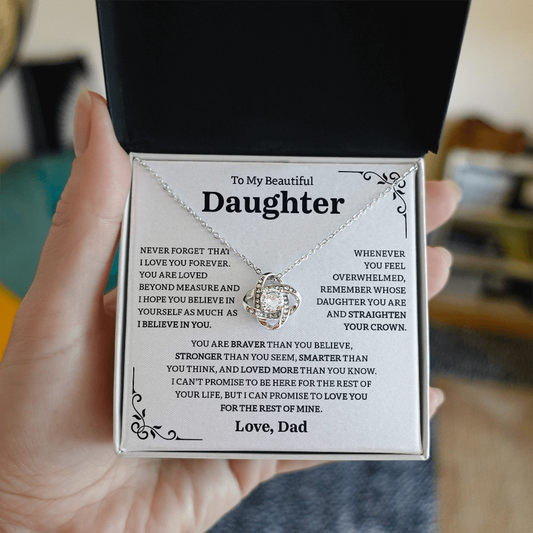 To My Beautiful
Daughter
NEVER FORGET THAT
I LOVE YOU FOREVER.
YOU ARE LOVED
BEYOND MEASURE AND
I HOPE YOU BELIEVE IN
YOURSELF AS MUCH AS
I BELIEVE IN YOU.
WHENEVER
YOU FEEL
OVERWHELMED,
REMEMBER WHOSE
DAUGHTER YOU ARE
AND STRAIGHTEN
YOUR CROWN.
YOU ARE BRAVER THAN YOU BELIEVE,
STRONGER THAN YOU SEEM, SMARTER THAN
YOU THINK, AND LOVED MORE THAN YOU KNOW.
I CAN'T PROMISE TO BE HERE FOR THE REST OF
YOUR LIFE, BUT I CAN PROMISE TO LOVE YOU
FOR THE REST OF MINE.
Love, Dad